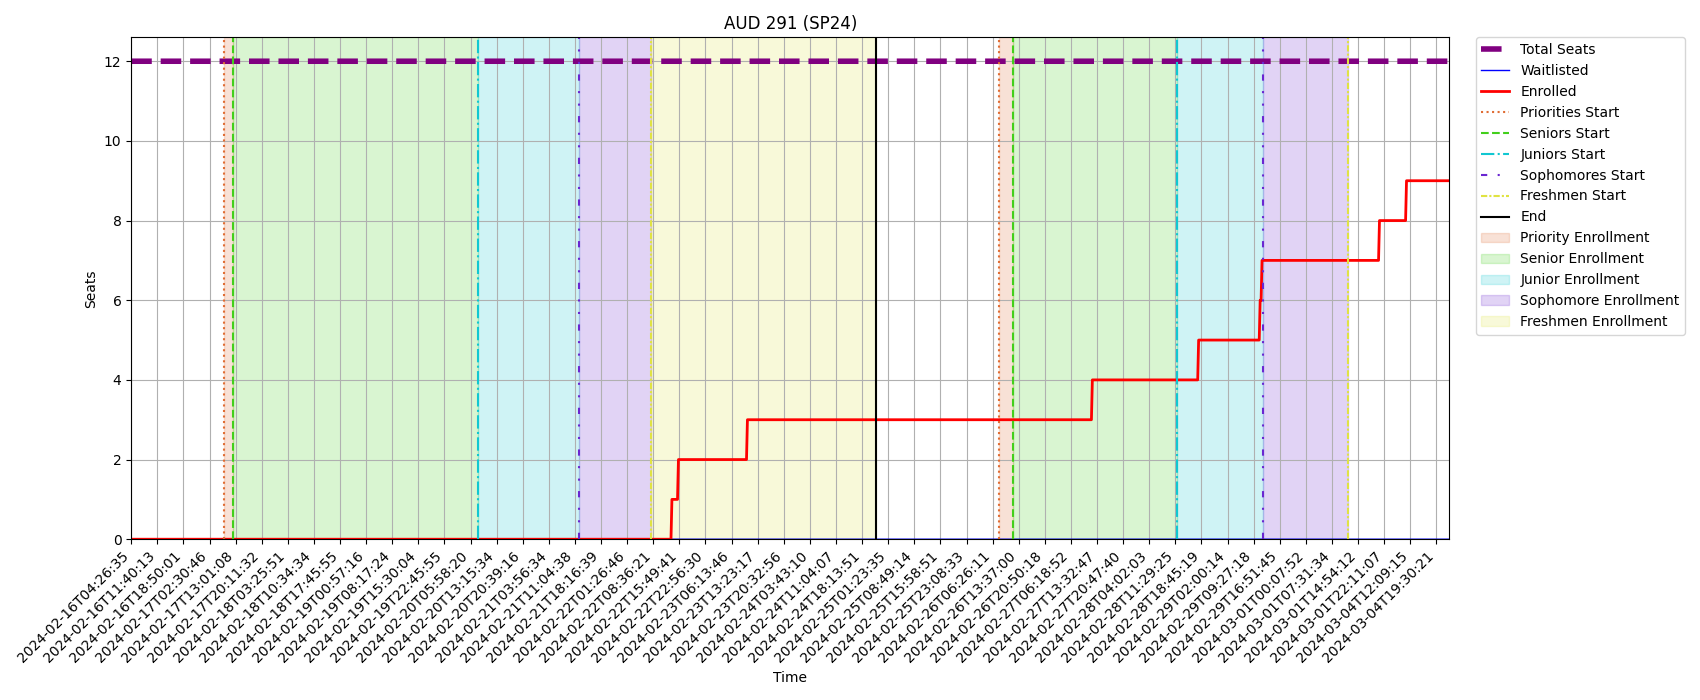 AUD 291 (SP24)
Seats
12
10
8
6
4
2
0
2024-02-16T04:26:35
2024-02-16T11:40:13
2024-02-16T18:50:01
2024-02-17T02:30:46
2024-02-17T13:01:08
2024-02-17T20:11:32
2024-02-18T03:25:51
2024-02-18T10:34:34
2024-02-18T17:45:55
2024-02-19T00:57:16
2024-02-19T08:17:24
2024-02-19T15:30:04
2024-02-19T22:45:55
2024-02-20T05:58:20
2024-02-20T13:15:34
2024-02-20T20:39:16
2024-02-21T03:56:34
2024-02-21T11:04:38
2024-02-21T18:16:39
2024-02-22T01:26:46
2024-02-22T08:36:21
2024-02-22T15:49:41
2024-02-22T22:56:30
2024-02-23T06:13:46
2024-02-23T13:23:17
2024-02-23T20:32:56
2024-02-24T03:43:10
2024-02-24T11:04:07
2024-02-24T18:13:51
2024-02-25T01:23:35
2024-02-25T08:49:14
2024-02-25T15:58:51
2024-02-25T23:08:33
2024-02-26T06:26:11
2024-02-26T13:37:00
2024-02-26T20:50:18
2024-02-27T06:18:52
2024-02-27T13:32:47
2024-02-27T20:47:40
2024-02-28T04:02:03
2024-02-28T11:29:25
2024-02-28T18:45:19
2024-02-29T02:00:14
2024-02-29T09:27:18
2024-02-29T16:51:45
2024-03-01T00:07:52
2024-03-01T07:31:34
2024-03-01T14:54:12
2024-03-01T22:11:07
2024-03-04T12:09:15
2024-03-04T19:30:21
Time
Total Seats
Waitlisted
Enrolled
Priorities Start
Seniors Start
Juniors Start
Sophomores Start
Freshmen Start
End
Priority Enrollment
Senior Enrollment
Junior Enrollment
Sophomore Enrollment
Freshmen Enrollment